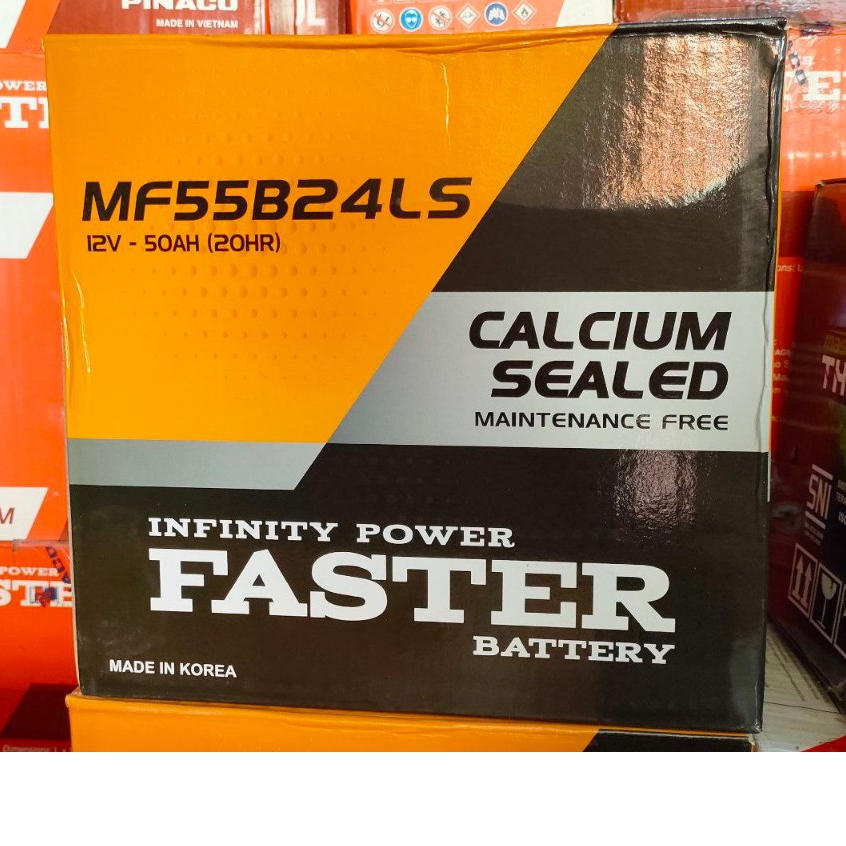 PINACO
MADE IN VIETNAM
MF55B24LS
12V - 50AH (20HR)
CALCIUM
SEALED
MAINTENANCE FREE
SNI
INFINITY POWER
FASTER
BATTERY
MADE IN KOREA